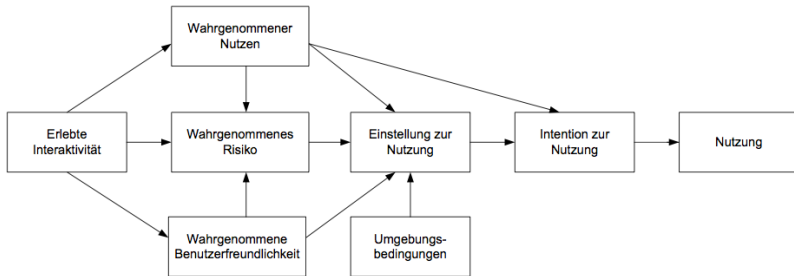 Wahrgenommener
Nutzen
Erlebte
Interaktivität
Wahrgenommenes
Risiko
Einstellung zur
Nutzung
Intention zur
Nutzung
Nutzung
Wahrgenommene
Benutzerfreundlichkeit
Umgebungs-
bedingungen